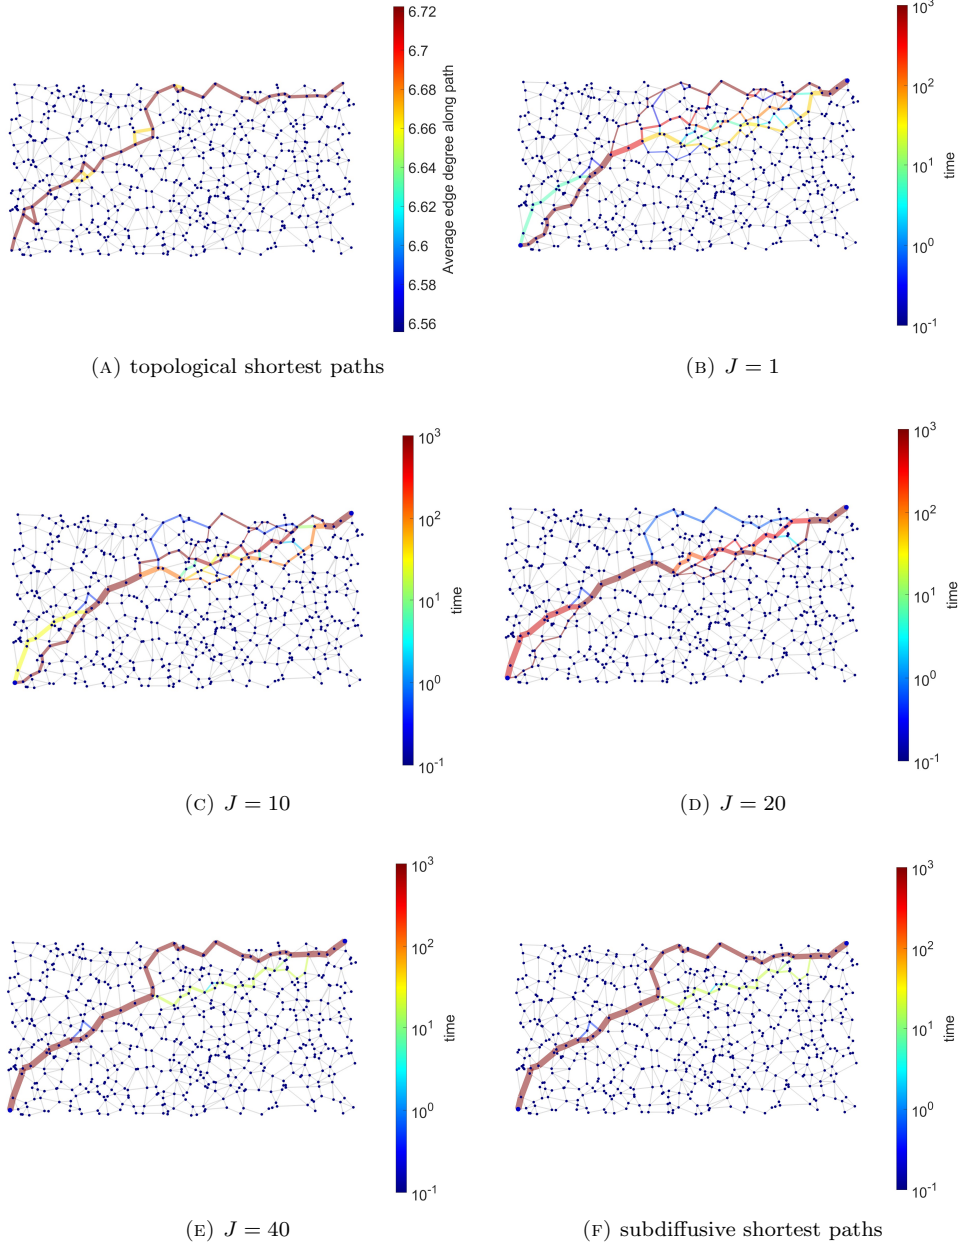 6.72
6.7
6.68
6.66
6.64
6.62
6.6
6.58
6.56
Average edge degree along path
10^3
10^2
10^1
10^0
10^-1
time
(A) topological shortest paths
(B) J = 1
10^3
10^2
10^1
10^0
10^-1
time
10^3
10^2
10^1
10^0
10^-1
time
(C) J = 10
(D) J = 20
10^3
10^2
10^1
10^0
10^-1
time
10^3
10^2
10^1
10^0
10^-1
time
(E) J = 40
(F) subdiffusive shortest paths